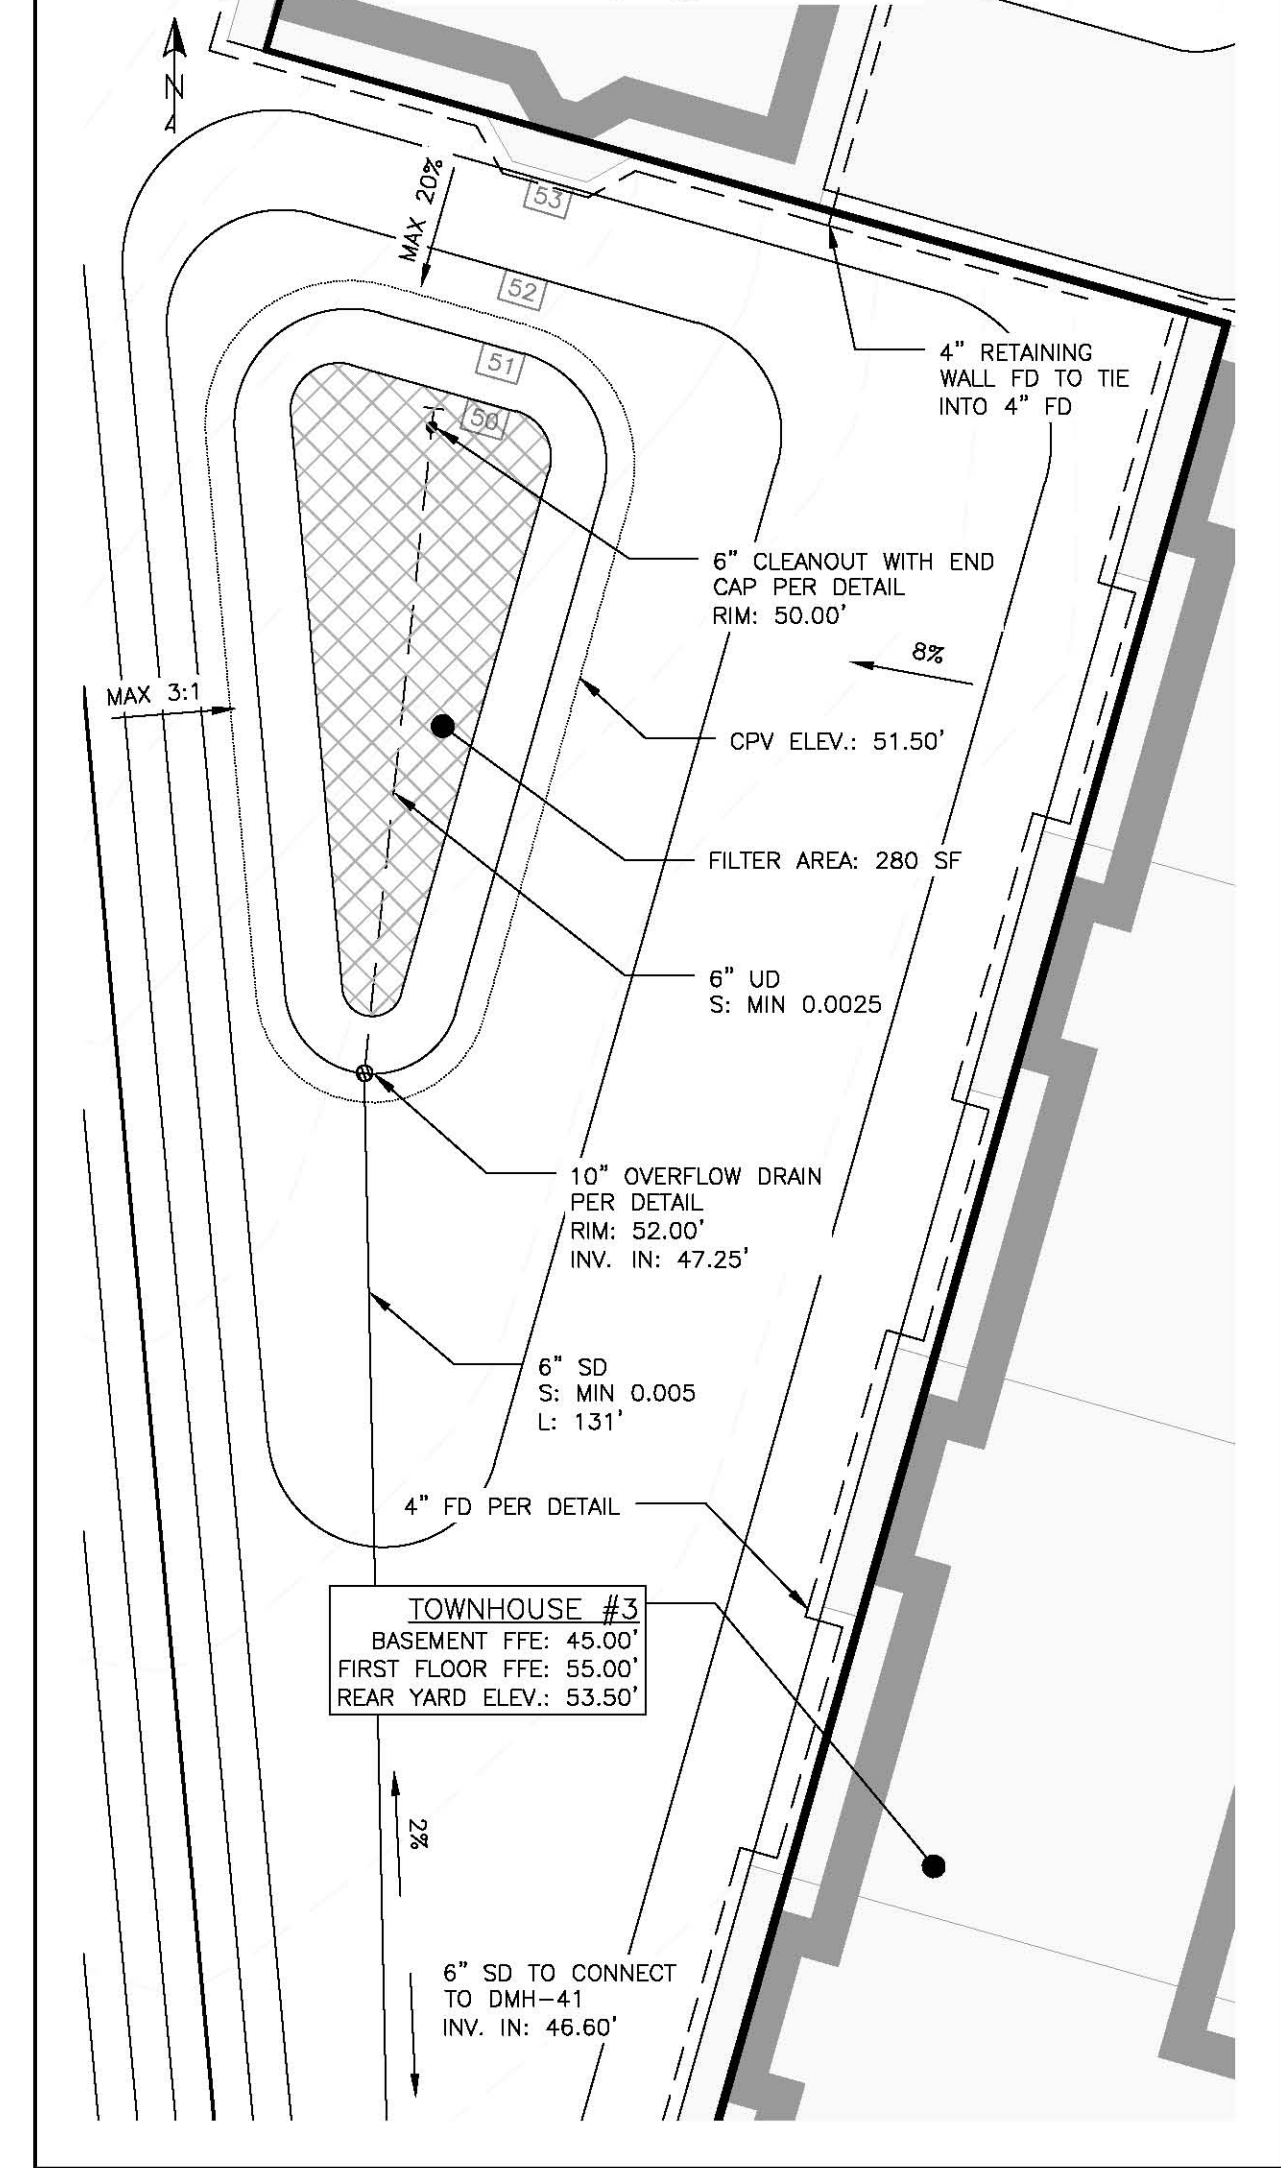 N
MAX 20%
53
52
51
50
4" RETAINING
WALL FD TO TIE
INTO 4" FD
6" CLEANOUT WITH END
CAP PER DETAIL
RIM: 50.00'
8%
MAX 3:1
CPV ELEV.: 51.50'
FILTER AREA: 280 SF
6" UD
S: MIN 0.0025
10" OVERFLOW DRAIN
PER DETAIL
RIM: 52.00'
INV. IN: 47.25'
6" SD
S: MIN 0.005
L: 131'
4" FD PER DETAIL
TOWNHOUSE #3
BASEMENT FFE: 45.00'
FIRST FLOOR FFE: 55.00'
REAR YARD ELEV.: 53.50'
2%
6" SD TO CONNECT
TO DMH-41
INV. IN: 46.60'